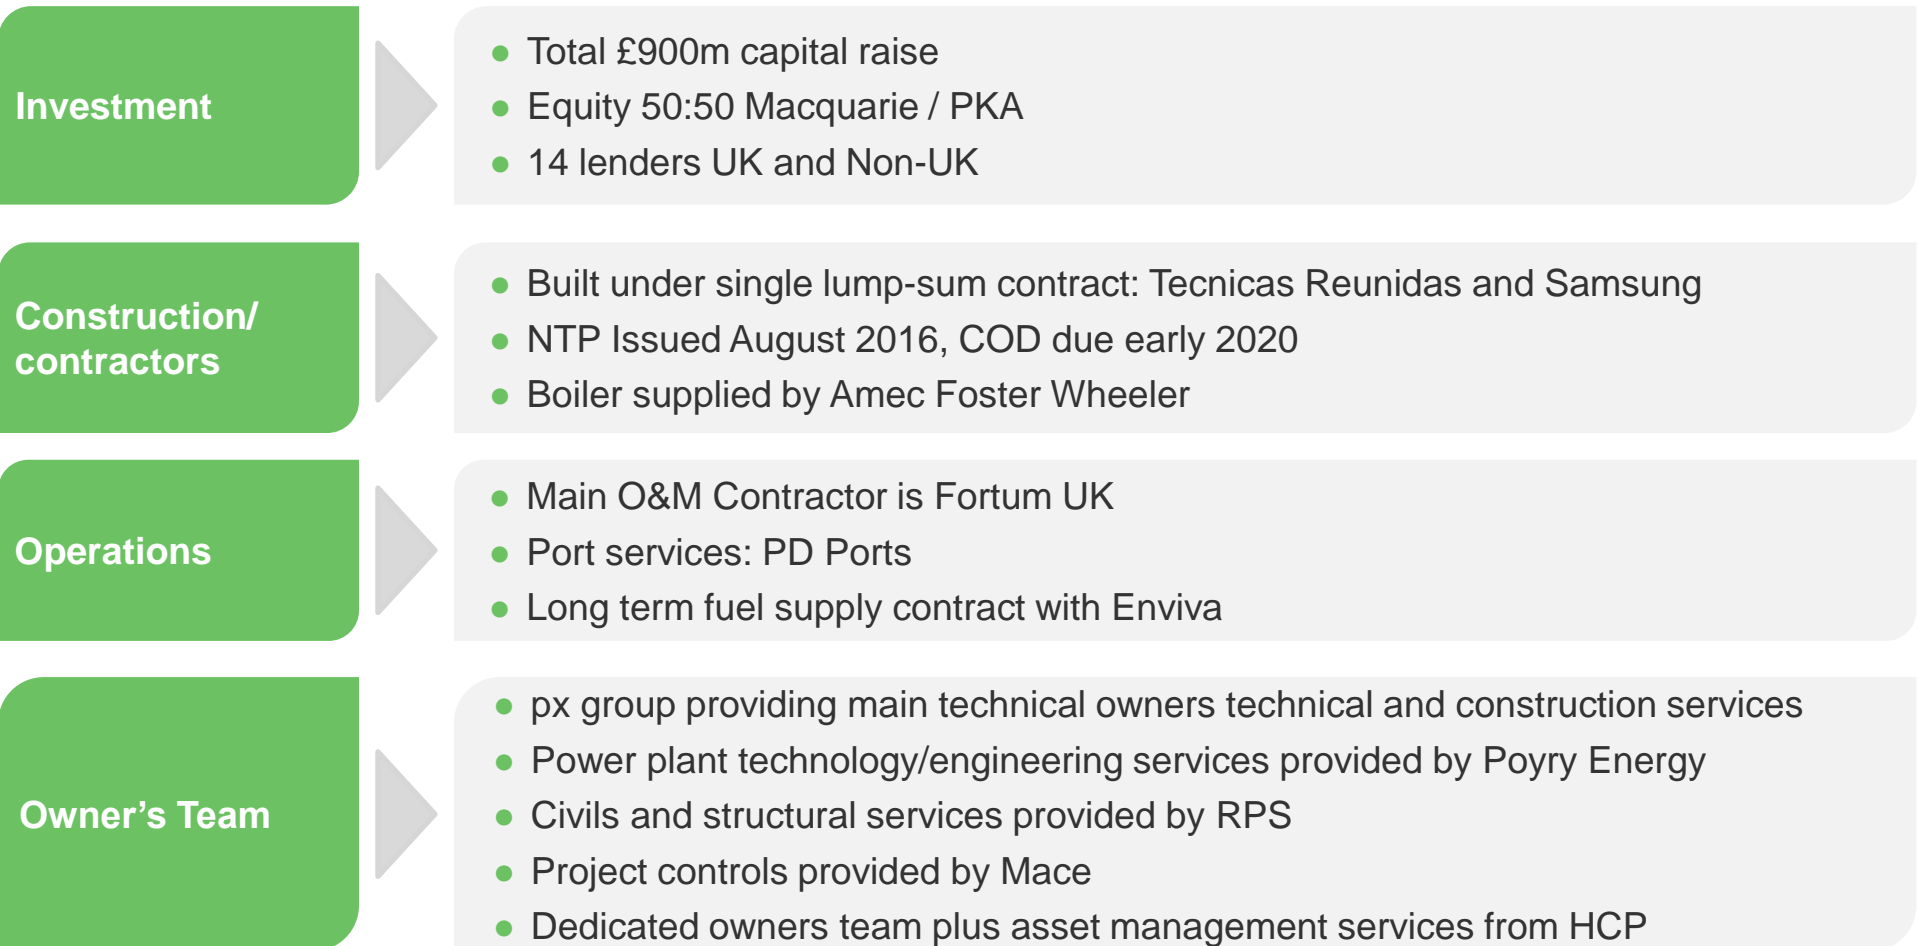 Investment
● Total £900m capital raise
● Equity 50:50 Macquarie / PKA
● 14 lenders UK and Non-UK
Construction/
contractors
● Built under single lump-sum contract: Tecnicas Reunidas and Samsung
● NTP Issued August 2016, COD due early 2020
● Boiler supplied by Amec Foster Wheeler
Operations
● Main O&M Contractor is Fortum UK
● Port services: PD Ports
● Long term fuel supply contract with Enviva
Owner’s Team
● px group providing main technical owners technical and construction services
● Power plant technology/engineering services provided by Poyry Energy
● Civils and structural services provided by RPS
● Project controls provided by Mace
● Dedicated owners team plus asset management services from HCP